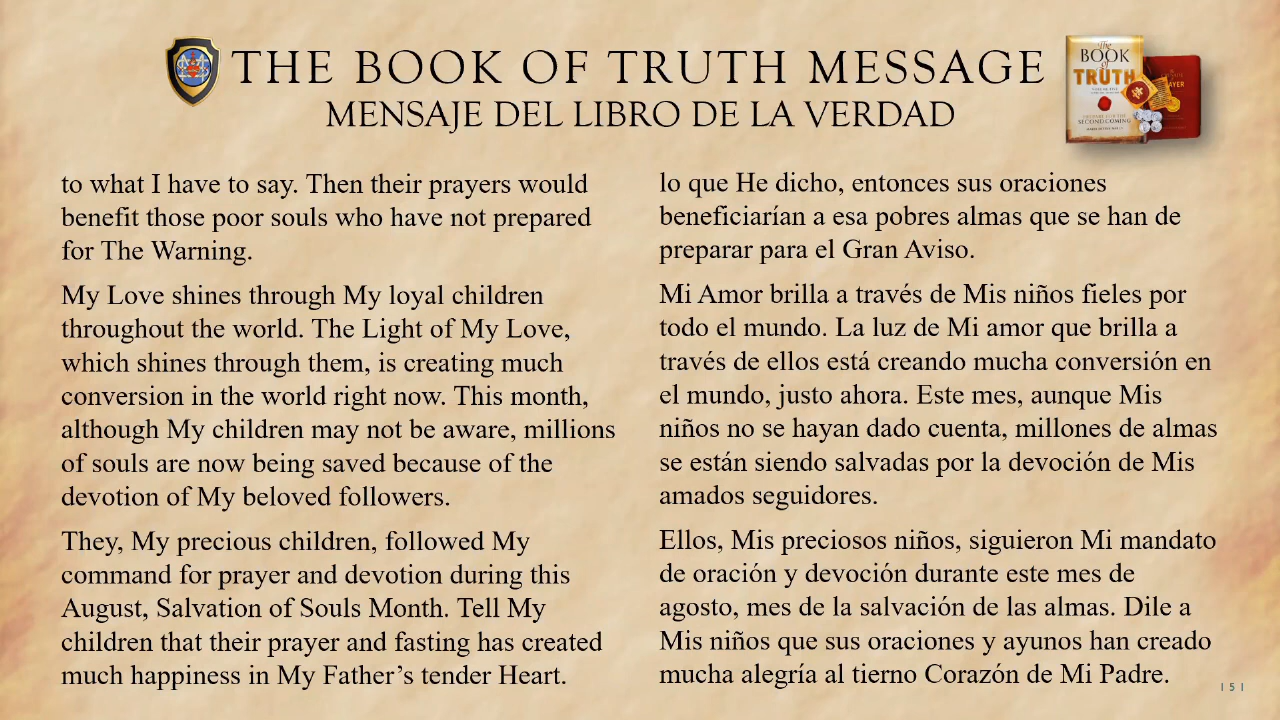 THE BOOK OF TRUTH MESSAGE
MENSAJE DEL LIBRO DE LA VERDAD
The
BOOK
of
TRUTH
to what I have to say. Then their prayers would
benefit those poor souls who have not prepared
for The Warning.
My Love shines through My loyal children
throughout the world. The Light of My Love,
which shines through them, is creating much
conversion in the world right now. This month,
although My children may not be aware, millions
of souls are now being saved because of the
devotion of My beloved followers.
They, My precious children, followed My
command for prayer and devotion during this
August, Salvation of Souls Month. Tell My
children that their prayer and fasting has created
much happiness in My Father’s tender Heart.
lo que He dicho, entonces sus oraciones
beneficiarían a esa pobres almas que se han de
preparar para el Gran Aviso.
Mi Amor brilla a través de Mis niños fieles por
todo el mundo. La luz de Mi amor que brilla a
través de ellos está creando mucha conversión en
el mundo, justo ahora. Este mes, aunque Mis
niños no se hayan dado cuenta, millones de almas
se están siendo salvadas por la devoción de Mis
amados seguidores.
Ellos, Mis preciosos niños, siguieron Mi mandato
de oración y devoción durante este mes de
agosto, mes de la salvación de las almas. Dile a
Mis niños que sus oraciones y ayunos han creado
mucha alegría al tierno Corazón de Mi Padre.
151